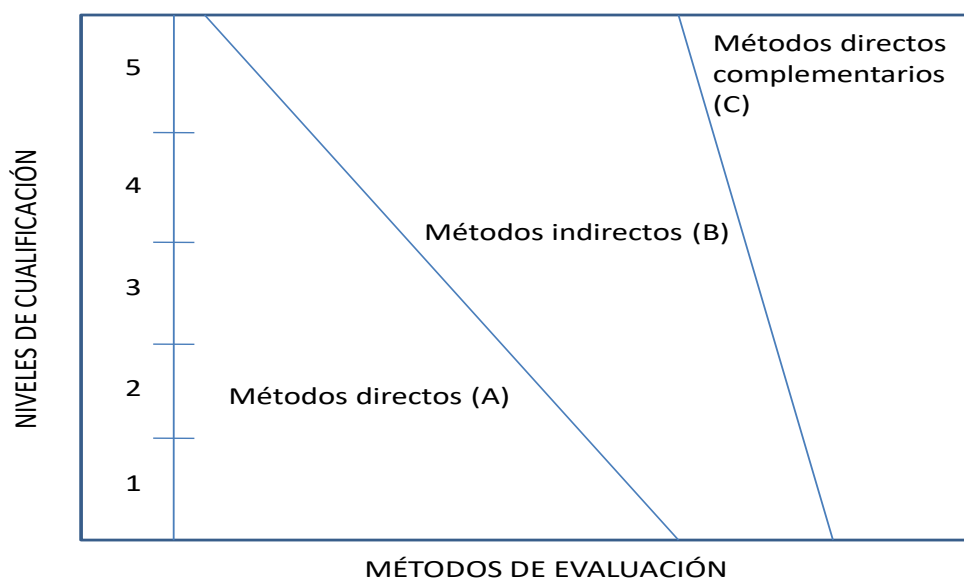 NIVELES DE CUALIFICACIÓN
5
4
3
2
1
Métodos directos
complementarios
(C)
Métodos indirectos (B)
Métodos directos (A)
MÉTODOS DE EVALUACIÓN